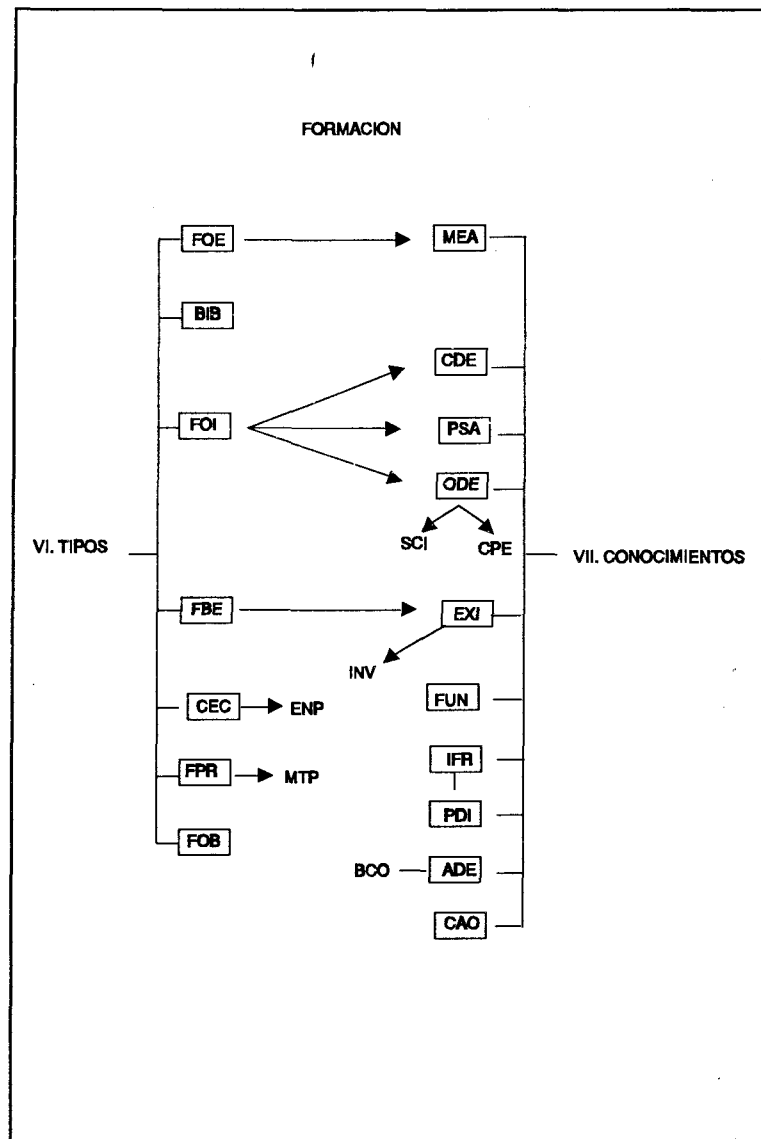 FORMACION
FOE
MEA
BIB
CDE
FOI
PSA
ODE
SCI
CPE
VI. TIPOS
VII. CONOCIMIENTOS
FBE
EXI
INV
CEC
ENP
FUN
FPR
MTP
IFR
PDI
FOB
BCO
ADE
CAO